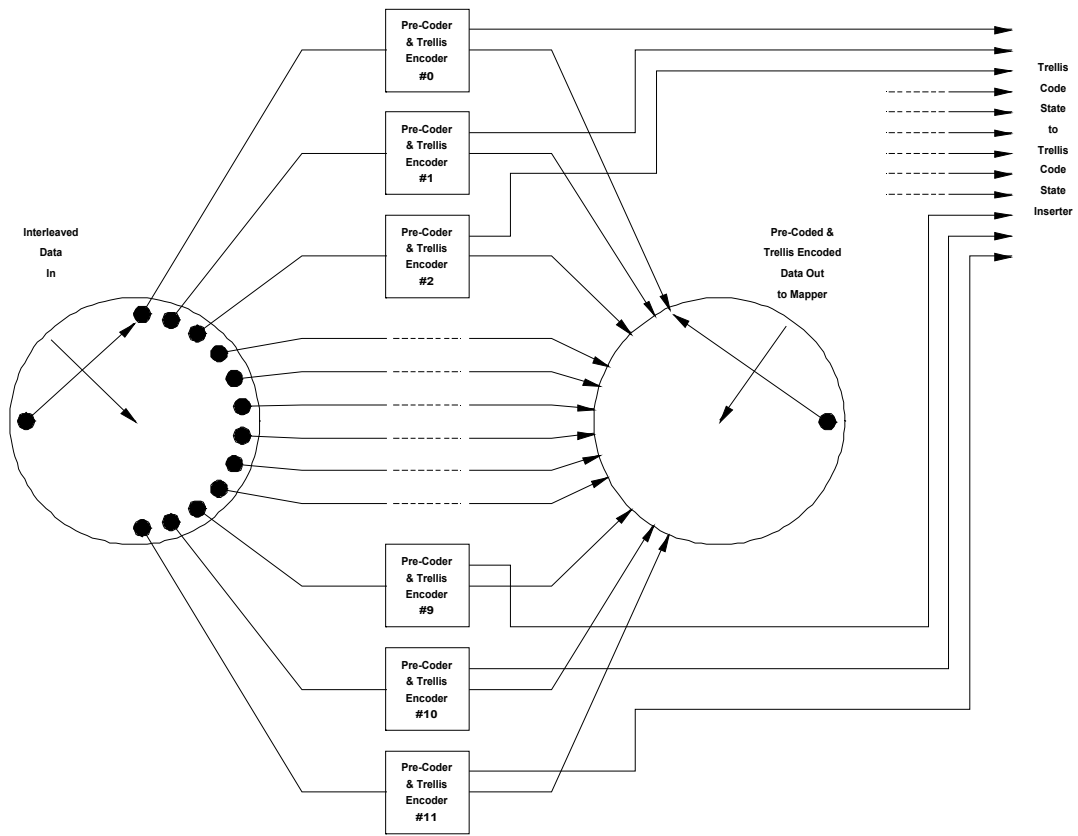 Pre-Coder
& Trellis
Encoder
#0
Pre-Coder
& Trellis
Encoder
#1
Pre-Coder
& Trellis
Encoder
#2
Trellis
Code
State
to
Trellis
Code
State
Inserter
Interleaved
Data
In
Pre-Coded &
Trellis Encoded
Data Out
to Mapper
Pre-Coder
& Trellis
Encoder
#9
Pre-Coder
& Trellis
Encoder
#10
Pre-Coder
& Trellis
Encoder
#11